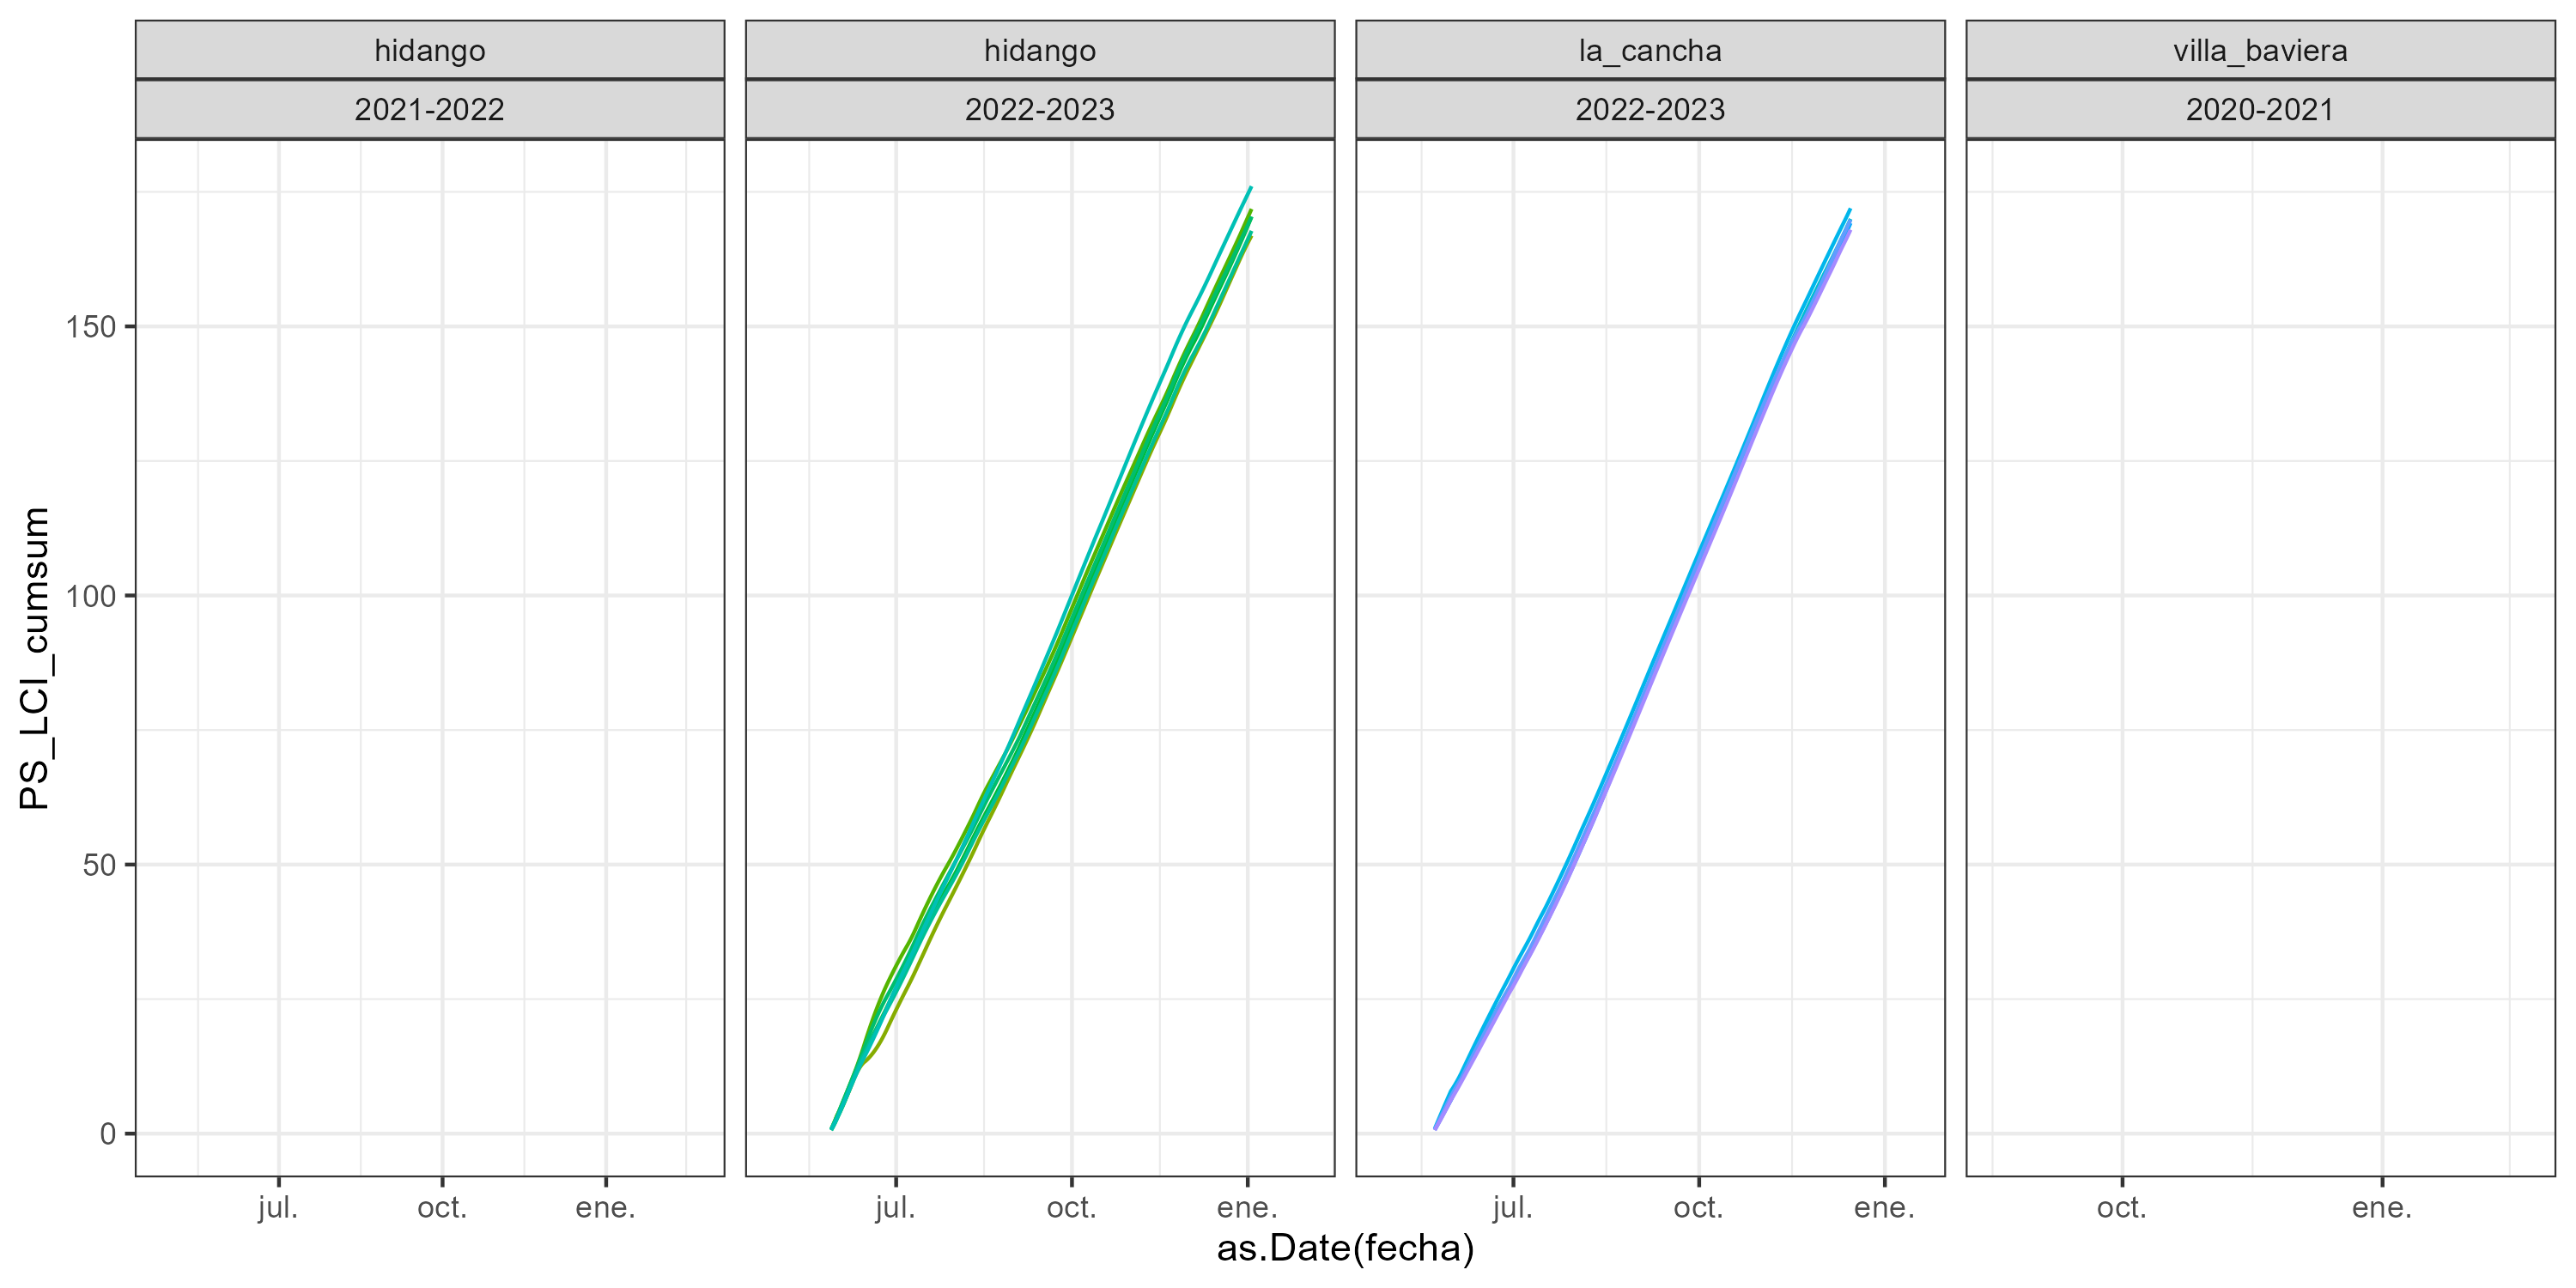 hidango
2021-2022
hidango
2022-2023
la_cancha
2022-2023
villa_baviera
2020-2021
PS_LCI_cumsum
150
100
50
0
jul. oct. ene.
jul. oct. ene.
jul. oct. ene.
oct. ene.
as.Date(fecha)